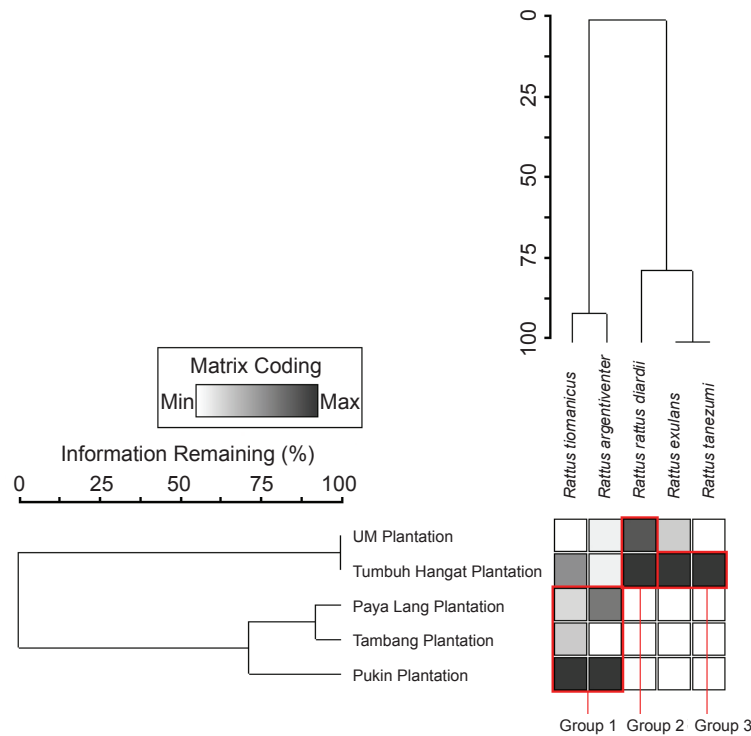 0
25
50
75
100
Matrix Coding
Min Max
Information Remaining (%)
0 25 50 75 100
Rattus tiomanicus
Rattus argentiventer
Rattus rattus diardii
Rattus exulans
Rattus tanezumi
UM Plantation
Tumbuh Hangat Plantation
Paya Lang Plantation
Tambang Plantation
Pukin Plantation
Group 1 Group 2 Group 3